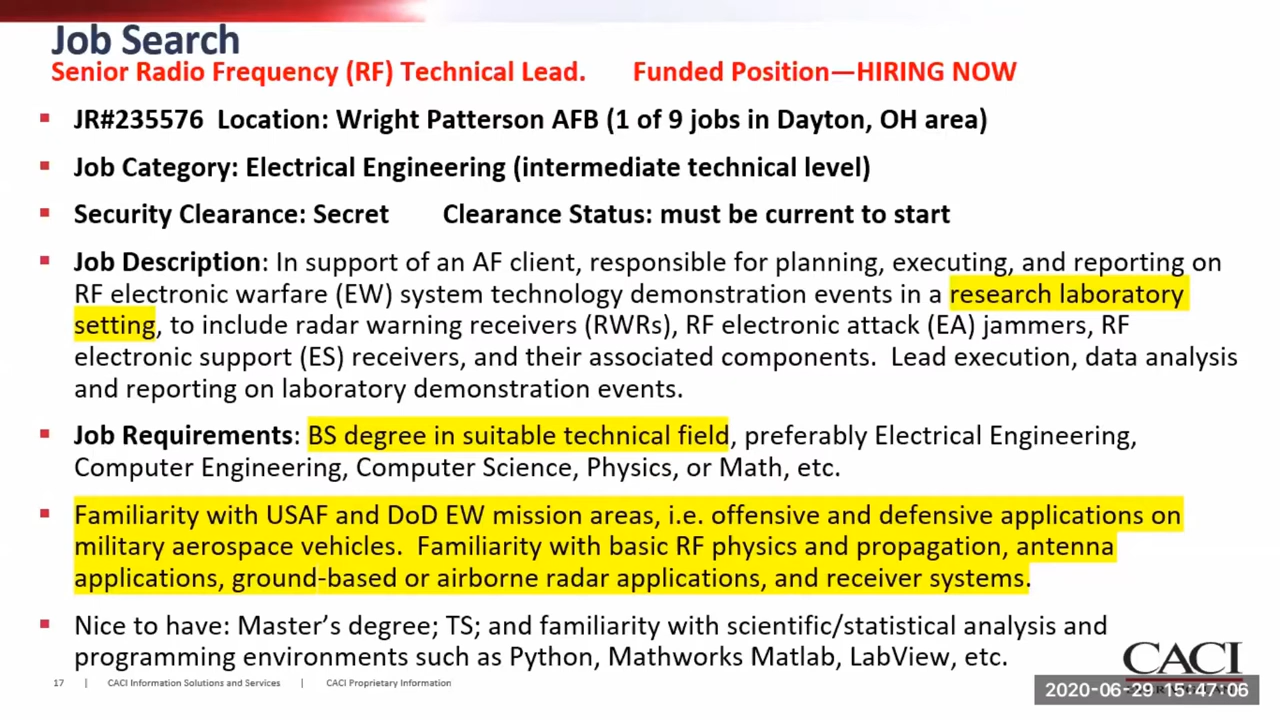 Job Search
Senior Radio Frequency (RF) Technical Lead. Funded Position—HIRING NOW
▪ JR#235576 Location: Wright Patterson AFB (1 of 9 jobs in Dayton, OH area)
▪ Job Category: Electrical Engineering (intermediate technical level)
▪ Security Clearance: Secret Clearance Status: must be current to start
▪ Job Description: In support of an AF client, responsible for planning, executing, and reporting on
RF electronic warfare (EW) system technology demonstration events in a research laboratory
setting, to include radar warning receivers (RWRs), RF electronic attack (EA) jammers, RF
electronic support (ES) receivers, and their associated components. Lead execution, data analysis
and reporting on laboratory demonstration events.
▪ Job Requirements: BS degree in suitable technical field, preferably Electrical Engineering,
Computer Engineering, Computer Science, Physics, or Math, etc.
▪ Familiarity with USAF and DoD EW mission areas, i.e. offensive and defensive applications on
military aerospace vehicles. Familiarity with basic RF physics and propagation, antenna
applications, ground-based or airborne radar applications, and receiver systems.
▪ Nice to have: Master's degree; TS; and familiarity with scientific/statistical analysis and
programming environments such as Python, Mathworks Matlab, LabView, etc.
CACI
17 | CACI Information Solutions and Services | CACI Proprietary Information
2020-06-29 15:47:06